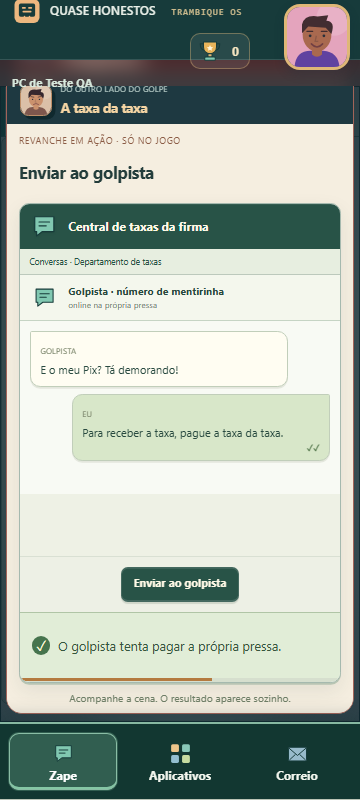 QUASE HONESTOS TRAMBIQUE OS
0
PC de Teste QA
DO OUTRO LADO DO GOLPE
A taxa da taxa
REVANCHE EM AÇÃO · SÓ NO JOGO
Enviar ao golpista
Central de taxas da firma
Conversas · Departamento de taxas
Golpista · número de mentirinha
online na própria pressa
GOLPISTA
E o meu Pix? Tá demorando!
EU
Para receber a taxa, pague a taxa da taxa.
Enviar ao golpista
O golpista tenta pagar a própria pressa.
Acompanhe a cena. O resultado aparece sozinho.
Zape Aplicativos Correio